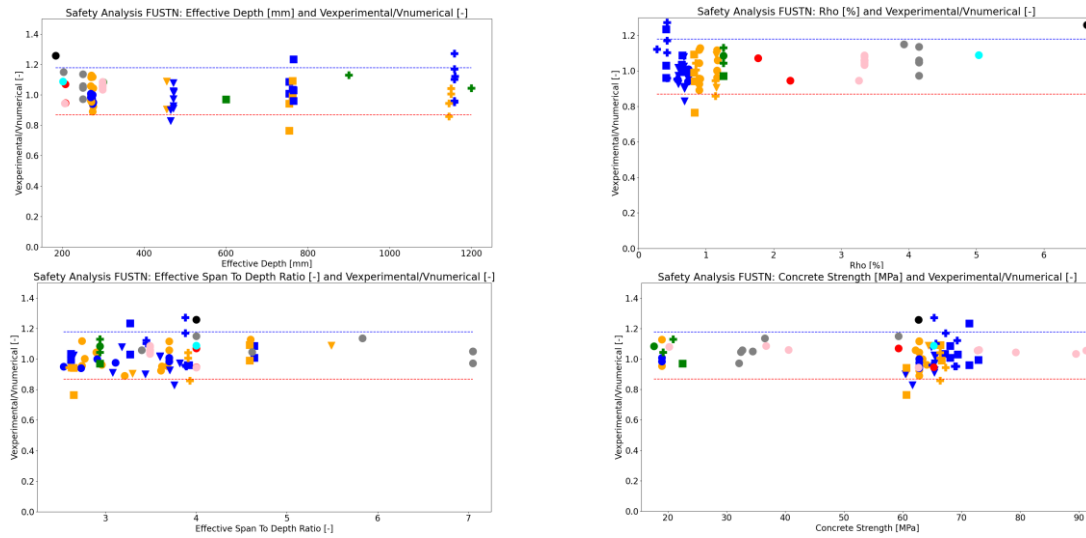 Safety Analysis FUSTN: Effective Depth [mm] and Vexperimental/Vnumerical [-]
Vexperimental/Vnumerical [-]
1.4
1.2
1.0
0.8
0.6
0.4
0.2
0.0
200 400 600 800 1000 1200
Effective Depth [mm]
Safety Analysis FUSTN: Rho [%] and Vexperimental/Vnumerical [-]
Vexperimental/Vnumerical [-]
1.4
1.2
1.0
0.8
0.6
0.4
0.2
0.0
0 1 2 3 4 5 6
Rho [%]
Safety Analysis FUSTN: Effective Span To Depth Ratio [-] and Vexperimental/Vnumerical [-]
Vexperimental/Vnumerical [-]
1.4
1.2
1.0
0.8
0.6
0.4
0.2
0.0
3 4 5 6 7
Effective Span To Depth Ratio [-]
Safety Analysis FUSTN: Concrete Strength [MPa] and Vexperimental/Vnumerical [-]
Vexperimental/Vnumerical [-]
1.4
1.2
1.0
0.8
0.6
0.4
0.2
0.0
20 30 40 50 60 70 80 90
Concrete Strength [MPa]